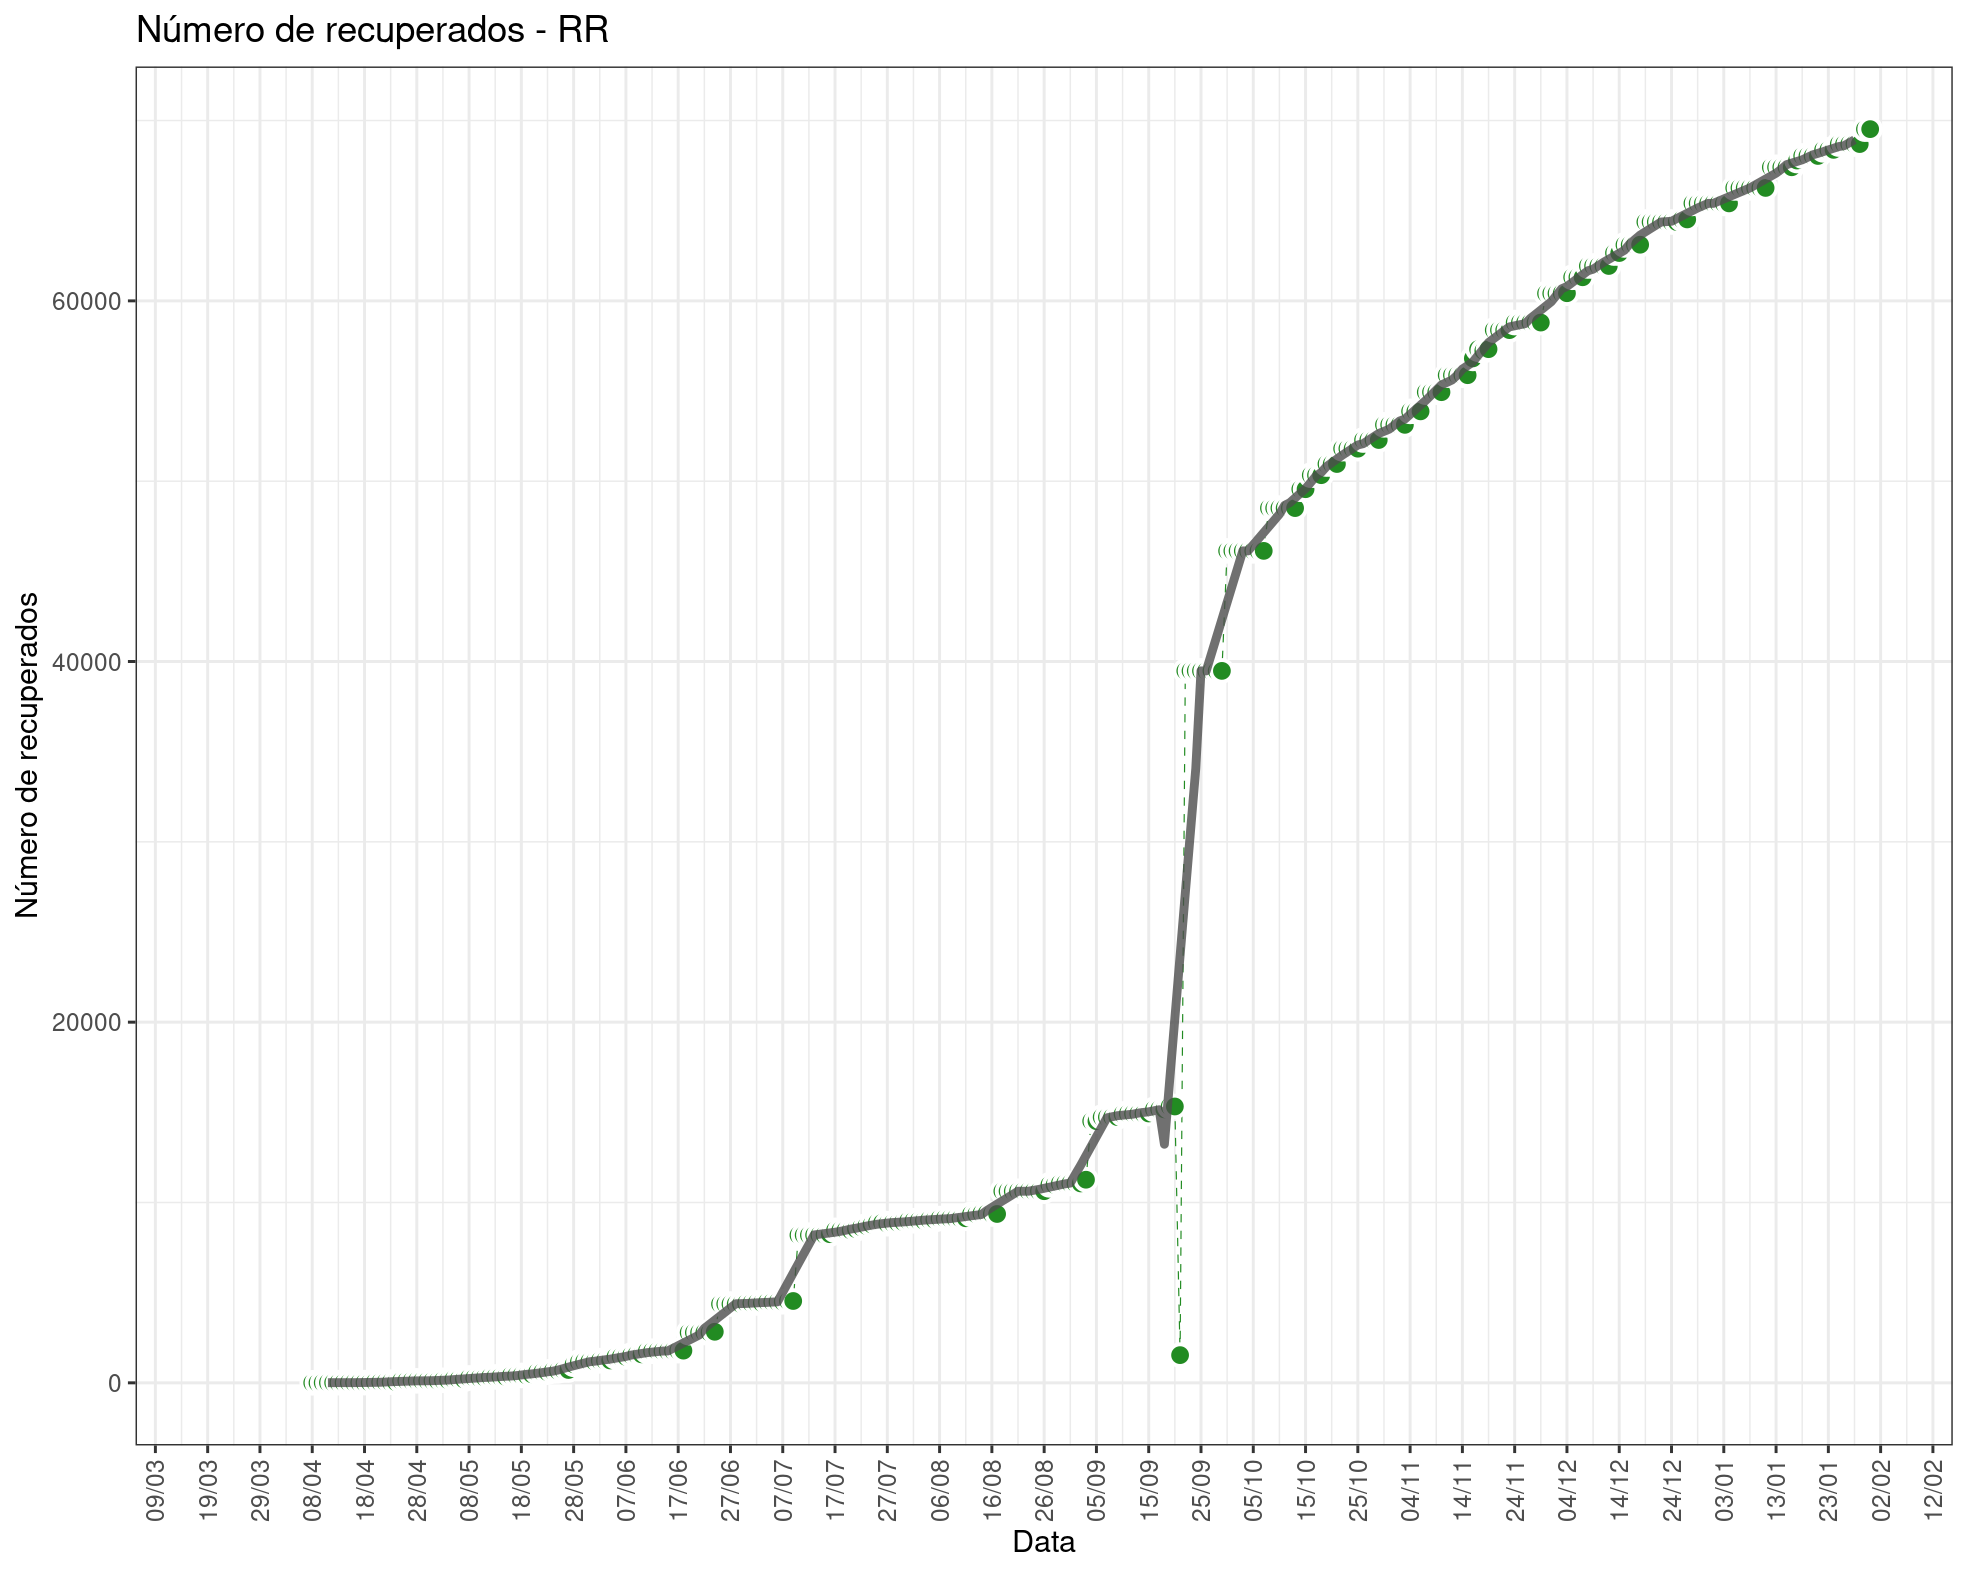 Número de recuperados - RR
Número de recuperados
60000
40000
20000
0
09/03 19/03 29/03 08/04 18/04 28/04 08/05 18/05 28/05 07/06 17/06 27/06 07/07 17/07 27/07 06/08 16/08 26/08 05/09 15/09 25/09 05/10 15/10 25/10 04/11 14/11 24/11 04/12 14/12 24/12 03/01 13/01 23/01 02/02 12/02
Data